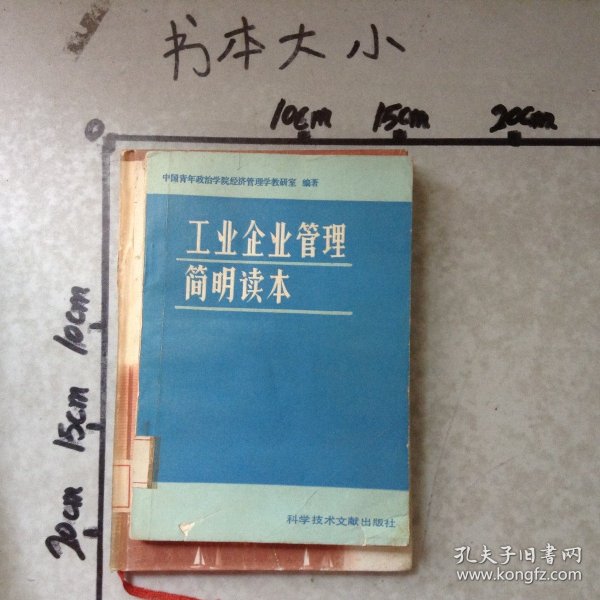 书本大小
10cm 15cm 20cm
中国青年政治学院经济管理学教研室 编著
工业企业管理
简明读本
10cm
15cm
20cm
科学技术文献出版社
孔夫子旧书网
www.kongfz.com